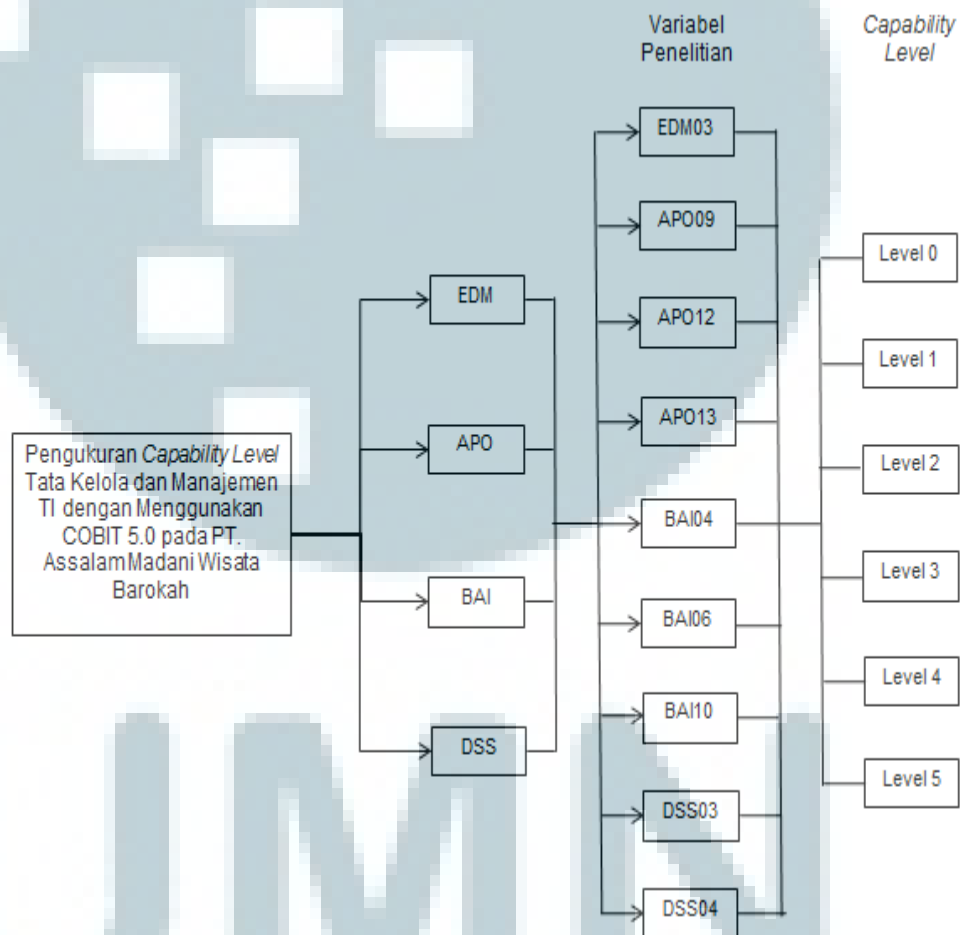 Variabel
Penelitian
Capability
Level
EDM03
APO09
APO12
APO13
BAI04
BAI06
BAI10
DSS03
DSS04
EDM
APO
BAI
DSS
Pengukuran Capability Level
Tata Kelola dan Manajemen
TI dengan Menggunakan
COBIT 5.0 pada PT.
Assalam Madani Wisata
Barokah
Level 0
Level 1
Level 2
Level 3
Level 4
Level 5
UMN